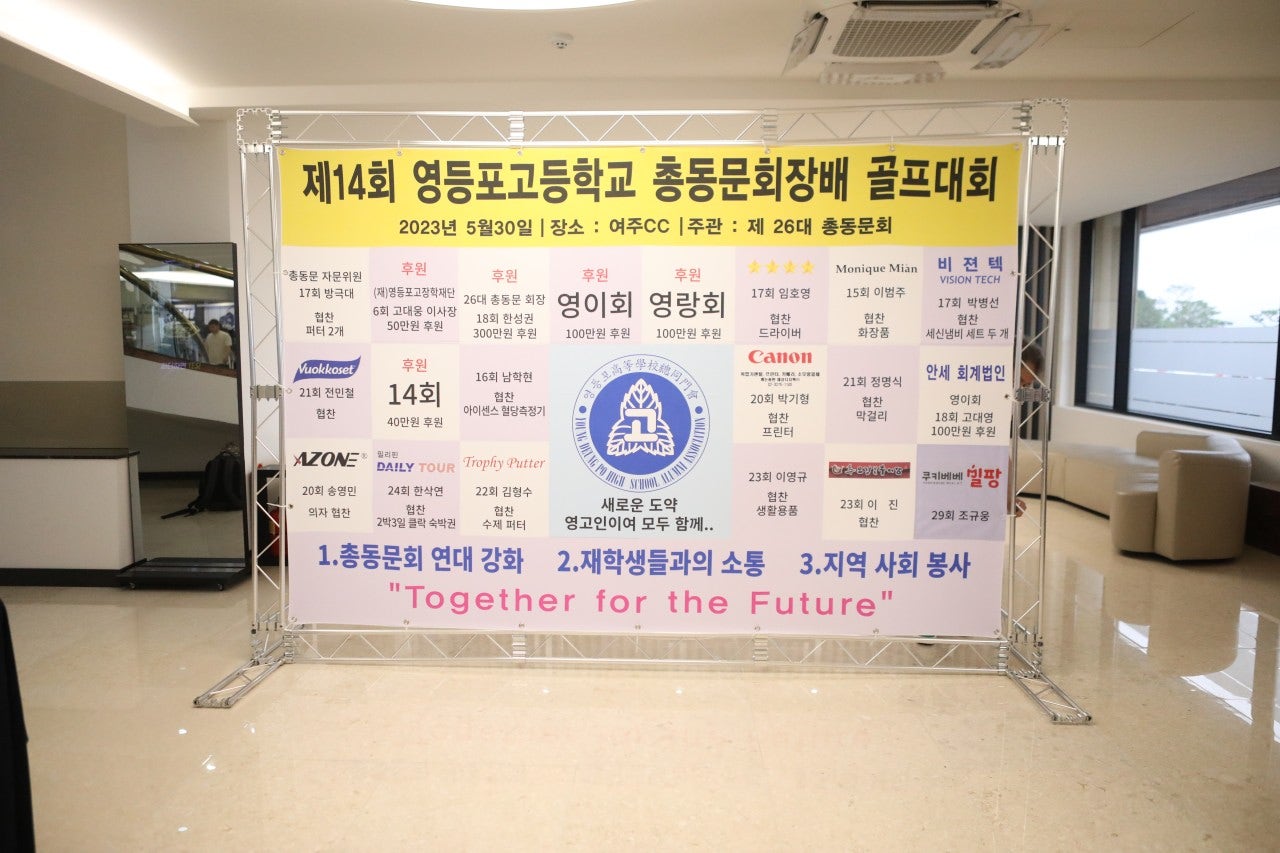 제14회 영등포고등학교 총동문회장배 골프대회
2023년 5월30일 | 장소 : 여주CC | 주관 : 제 26대 총동문회
총동문 자문위원
17회 방극대
협찬
퍼터 2개
후원
(재)영등포고장학재단
6회 고대웅 이사장
50만원 후원
후원
26대 총동문 회장
18회 한성권
300만원 후원
후원
영이회
100만원 후원
후원
영랑회
100만원 후원
17회 임호영
협찬
드라이버
Monique Miàn
15회 이범주
협찬
화장품
비젼텍
VISION TECH
17회 박병선
협찬
세신냄비 세트 두 개
Vuokkoset
21회 전민철
협찬
후원
14회
40만원 후원
16회 남학현
협찬
아이센스 혈당측정기
영등포高等學校總同門會
YOUNG DEUNG PO HIGH SCHOOL ALUMNI ASSOCIATION
고
새로운 도약
영고인이여 모두 함께..
Canon
20회 박기형
협찬
프린터
21회 정명식
협찬
막걸리
안세 회계법인
영이회
18회 고대영
100만원 후원
AZONE®
20회 송영민
의자 협찬
필리핀
DAILY TOUR
24회 한삭연
협찬
2박3일 클락 숙박권
Trophy Putter
22회 김형수
협찬
수제 퍼터
23회 이영규
협찬
생활용품
23회 이 진
협찬
쿠키베베
힐팡
29회 조규웅
1.총동문회 연대 강화 2.재학생들과의 소통 3.지역 사회 봉사
"Together for the Future"